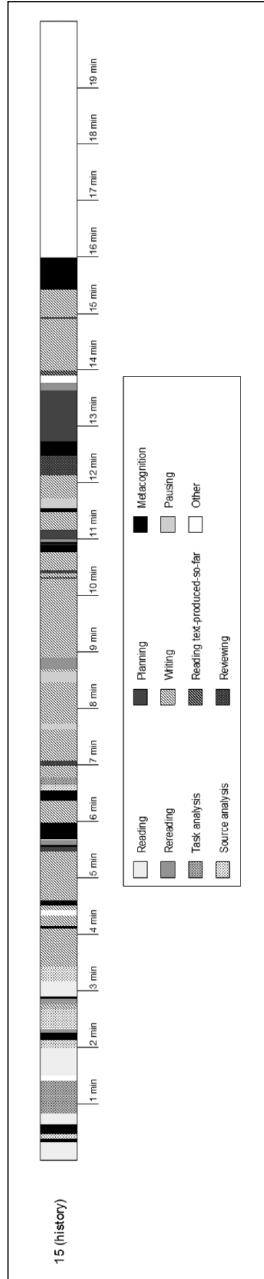 15 (history)
1 min
2 min
3 min
4 min
5 min
6 min
7 min
8 min
9 min
10 min
11 min
12 min
13 min
14 min
15 min
16 min
17 min
18 min
19 min
Reading
Rereading
Task analysis
Source analysis
Planning
Writing
Reading text-produced-so-far
Reviewing
Metacognition
Pausing
Other